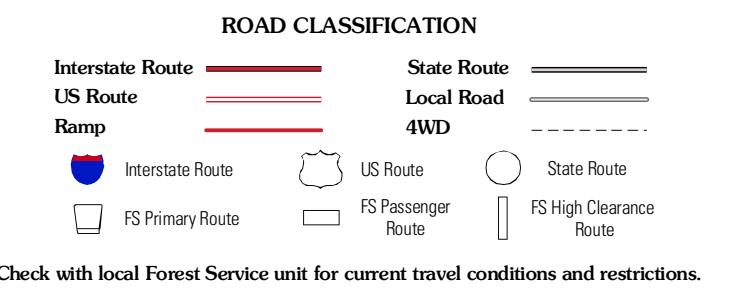 ROAD CLASSIFICATION
Interstate Route
State Route
US Route
Local Road
Ramp
4WD
Interstate Route
US Route
State Route
FS Primary Route
FS Passenger
Route
FS High Clearance
Route
Check with local Forest Service unit for current travel conditions and restrictions.